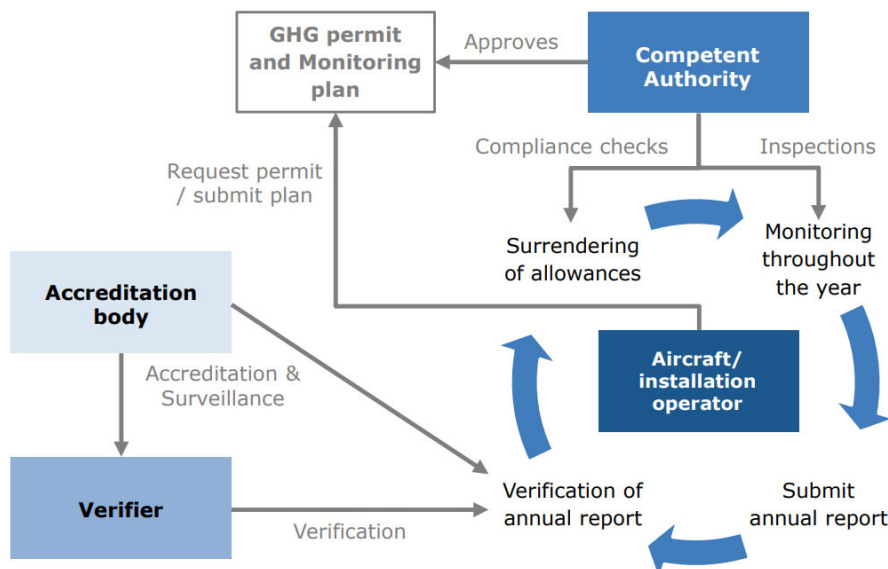 GHG permit
and Monitoring
plan
Approves
Competent
Authority
Compliance checks
Inspections
Request permit
/ submit plan
Surrendering
of allowances
Monitoring
throughout
the year
Accreditation
body
Aircraft/
installation
operator
Accreditation &
Surveillance
Verifier
Verification
Verification of
annual report
Submit
annual report